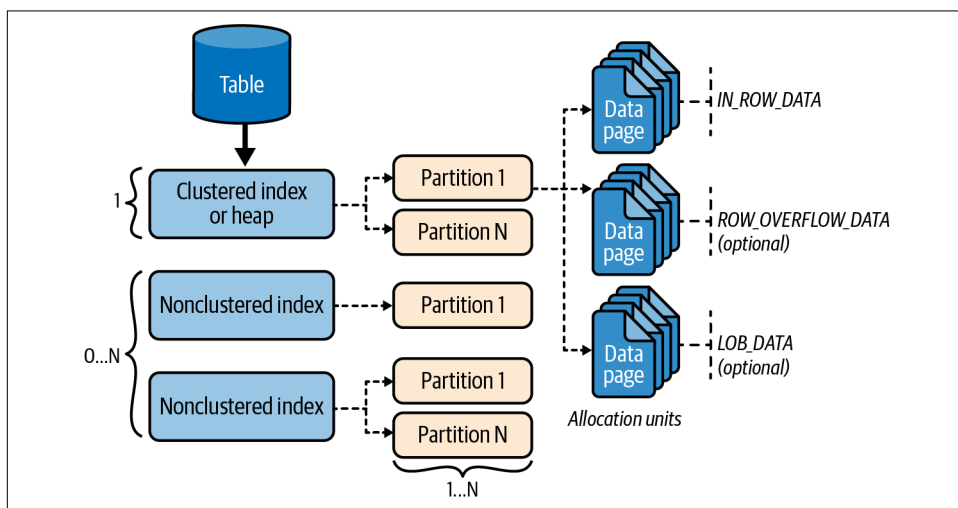 Table
1
Clustered index
or heap
Partition 1
Partition N
0...N
Nonclustered index
Partition 1
Nonclustered index
Partition 1
Partition N
1...N
Data
page
IN_ROW_DATA
Data
page
ROW_OVERFLOW_DATA
(optional)
Data
page
LOB_DATA
(optional)
Allocation units